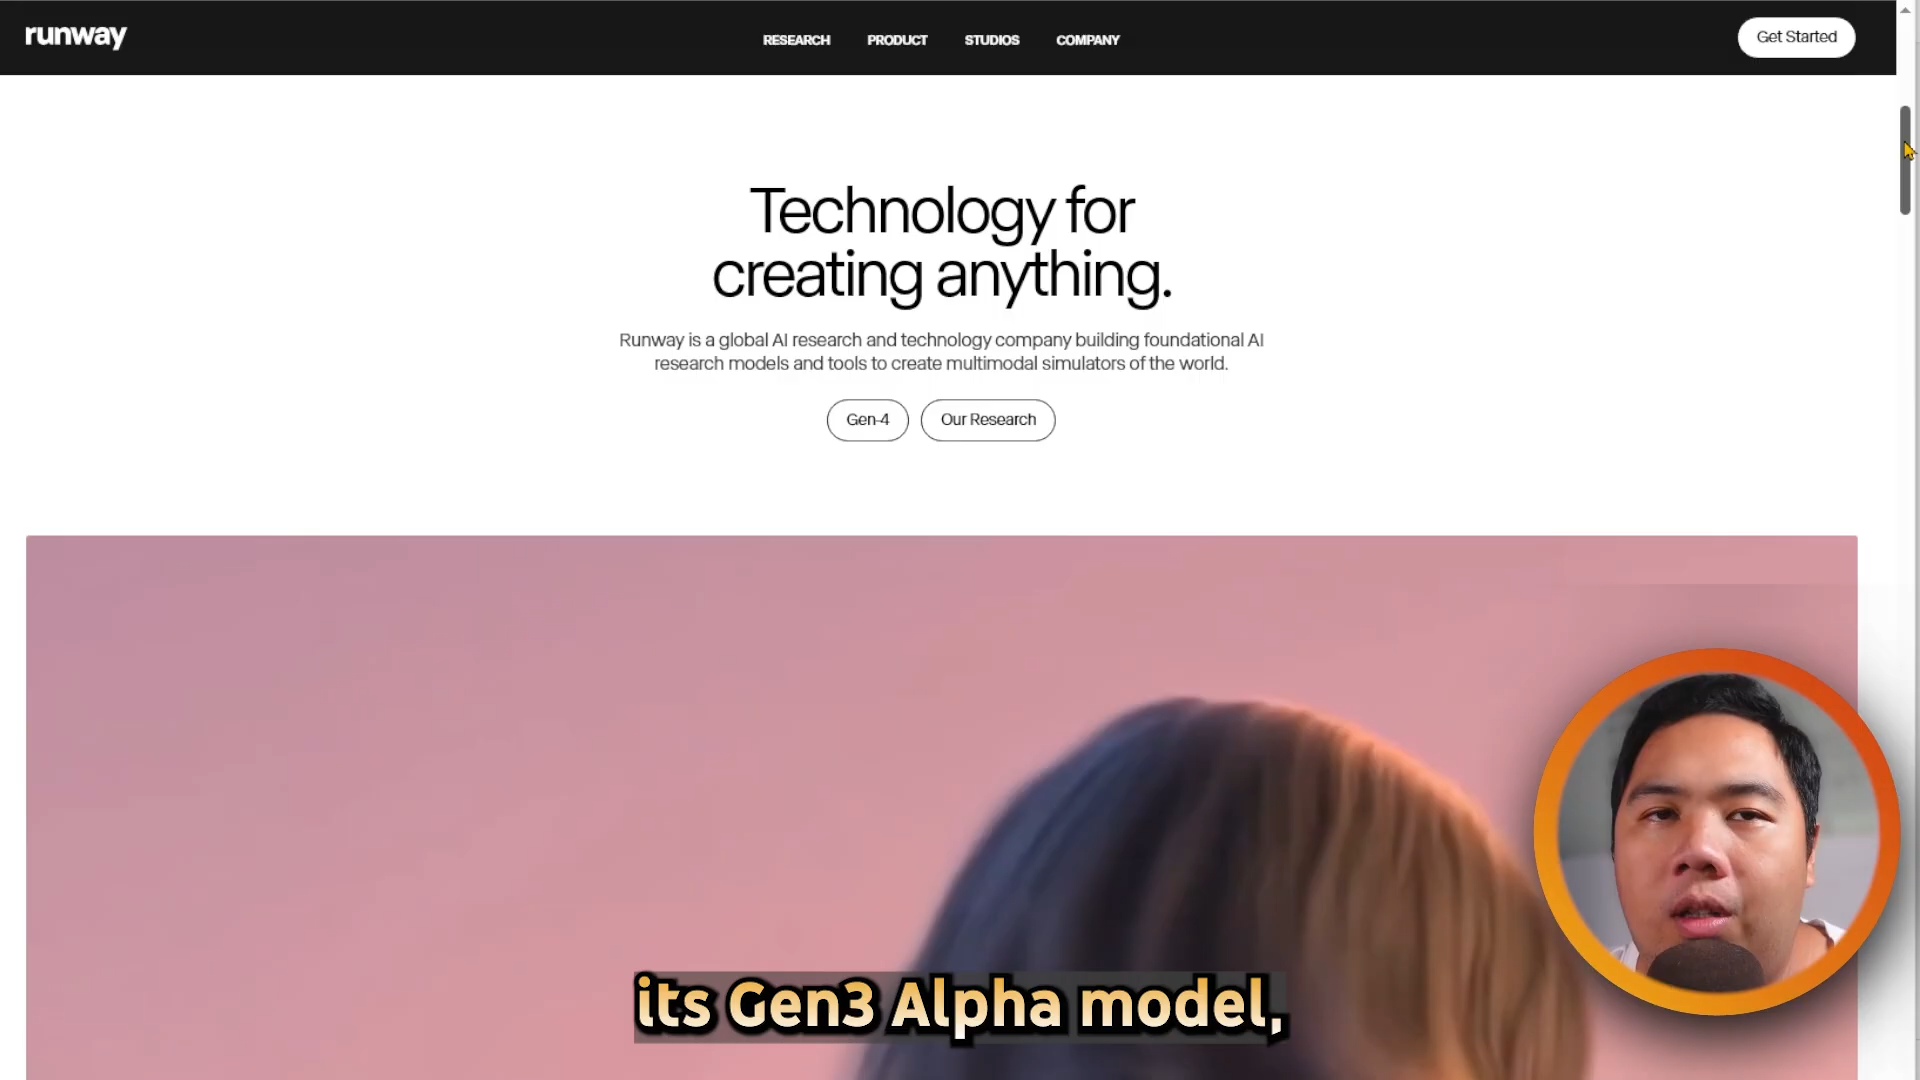 runway
RESEARCH
PRODUCT
STUDIOS
COMPANY
Get Started
Technology for
creating anything.
Runway is a global AI research and technology company building foundational AI
research models and tools to create multimodal simulators of the world.
Gen-4
Our Research
its Gen3 Alpha model,